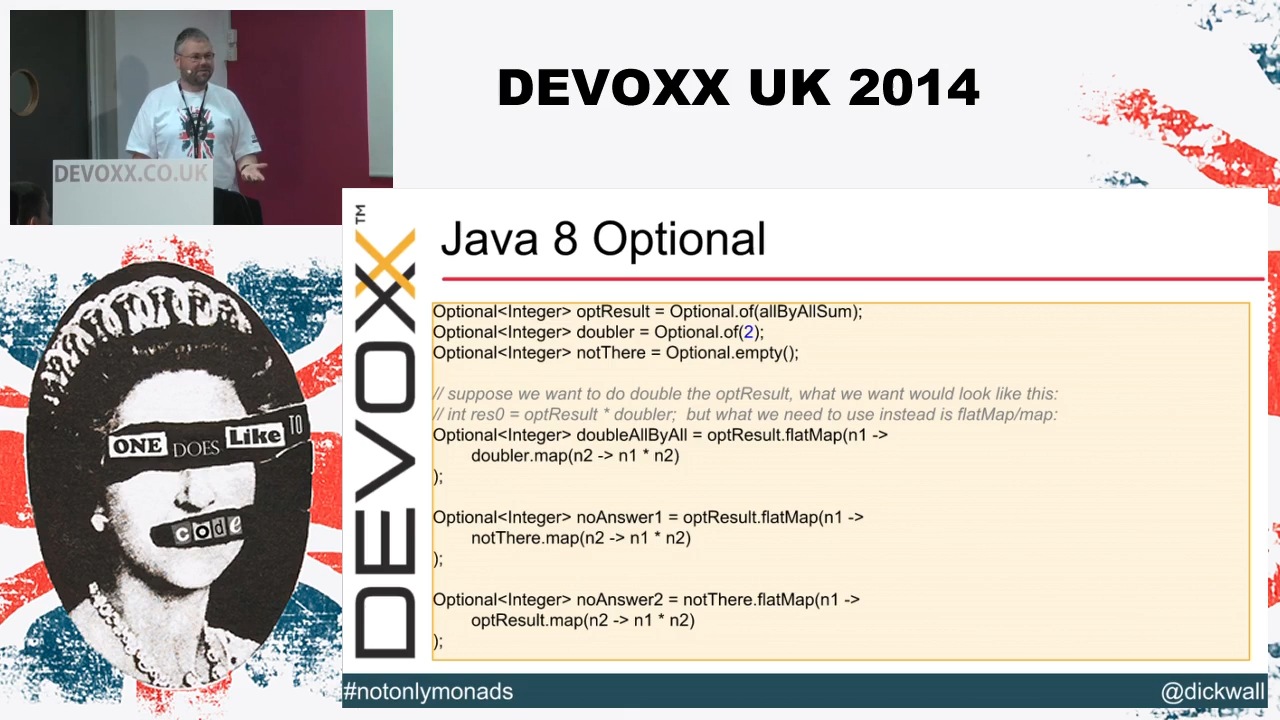 DEVOXX UK 2014
DEVOXX.CO.UK
DEVOXX™
Java 8 Optional
Optional<Integer> optResult = Optional.of(allByAllSum);
Optional<Integer> doubler = Optional.of(2);
Optional<Integer> notThere = Optional.empty();
// suppose we want to do double the optResult, what we want would look like this:
// int res0 = optResult * doubler;  but what we need to use instead is flatMap/map:
Optional<Integer> doubleAllByAll = optResult.flatMap(n1 ->
doubler.map(n2 -> n1 * n2)
);
Optional<Integer> noAnswer1 = optResult.flatMap(n1 ->
notThere.map(n2 -> n1 * n2)
);
Optional<Integer> noAnswer2 = notThere.flatMap(n1 ->
optResult.map(n2 -> n1 * n2)
);
ONE DOES Like TO
code
#notonlymonads
@dickwall